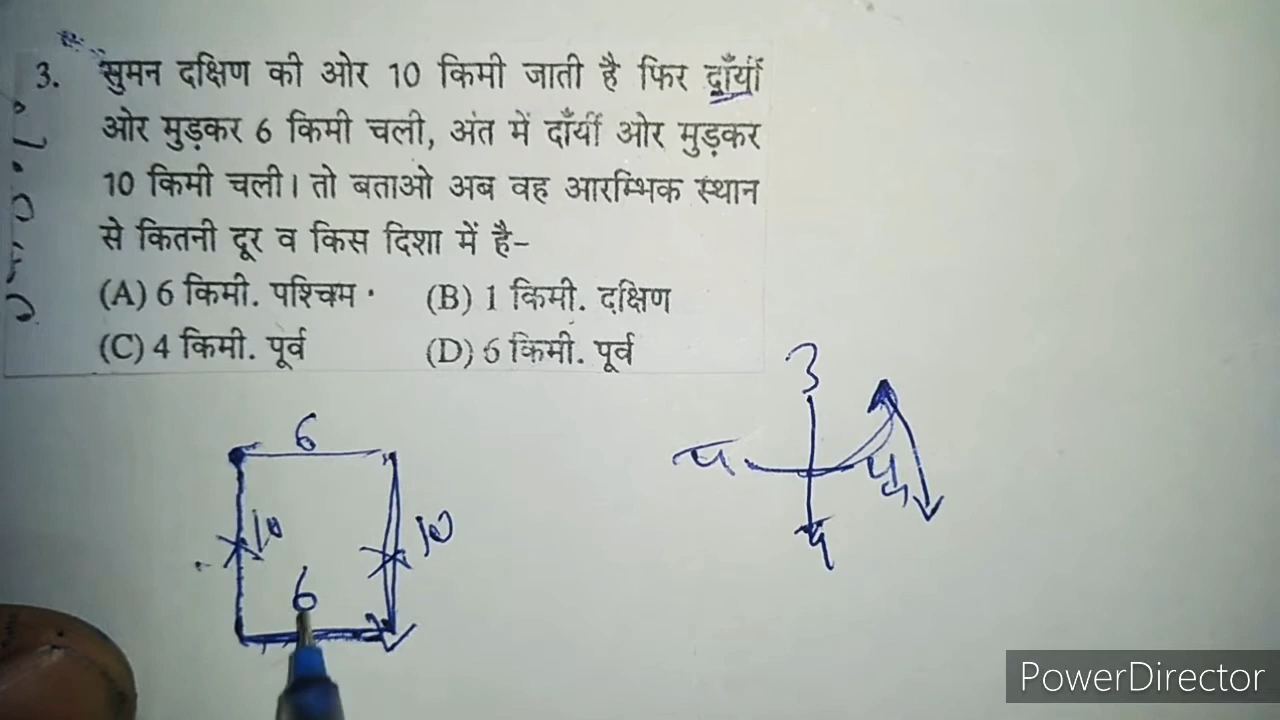 3. सुमन दक्षिण की ओर 10 किमी जाती है फिर दाँयीं
ओर मुड़कर 6 किमी चली, अंत में दाँयीं ओर मुड़कर
10 किमी चली। तो बताओ अब वह आरम्भिक स्थान
से कितनी दूर व किस दिशा में है-
(A) 6 किमी. पश्चिम (B) 1 किमी. दक्षिण
(C) 4 किमी. पूर्व (D) 6 किमी. पूर्व
6
10
10
6
उ
प
पू
द
PowerDirector